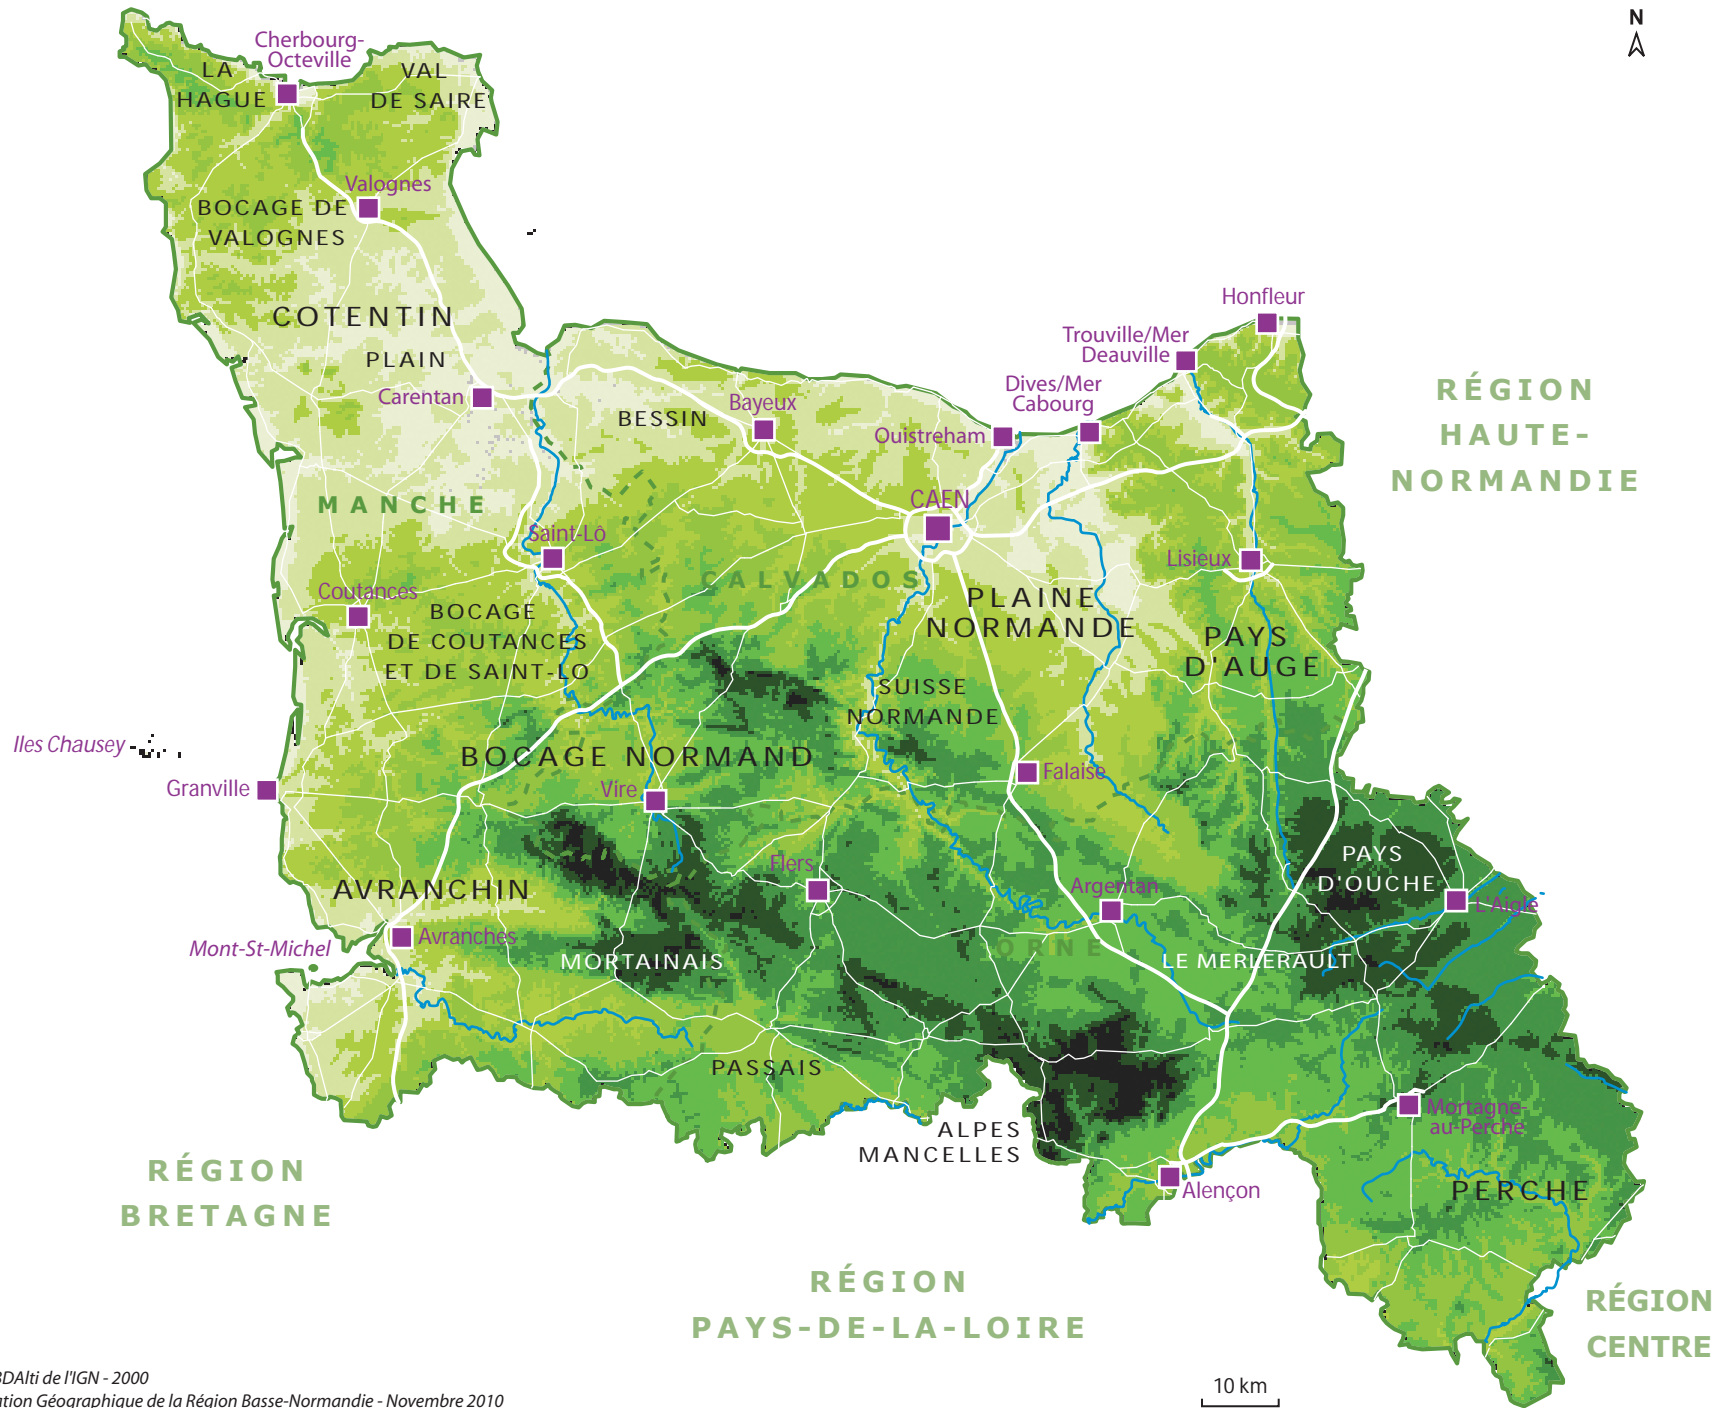 N
Cherbourg-
Octeville
LA
HAGUE
VAL
DE SAIRE
Valognes
BOCAGE DE
VALOGNES
COTENTIN
PLAIN
Carentan
Honfleur
Trouville/Mer
Deauville
Dives/Mer
Cabourg
BESSIN
Bayeux
Ouistreham
RÉGION
HAUTE-
NORMANDIE
MANCHE
CAEN
Saint-Lô
Lisieux
CALVADOS
Coutances
BOCAGE
DE COUTANCES
ET DE SAINT-LO
PLAINE
NORMANDE
PAYS
D'AUGE
SUISSE
NORMANDE
Iles Chausey
BOCAGE NORMAND
Granville
Vire
Falaise
Flers
PAYS
D'OUCHE
AVRANCHIN
Argentan
L'Aigle
Mont-St-Michel
Avranches
ORNE
MORTAINAIS
LE MERLERAULT
PASSAIS
ALPES
MANCELLES
Mortagne-
au-Perche
Alençon
PERCHE
RÉGION
BRETAGNE
RÉGION
PAYS-DE-LA-LOIRE
RÉGION
CENTRE
BDAlti de l'IGN - 2000
ation Géographique de la Région Basse-Normandie - Novembre 2010
10 km